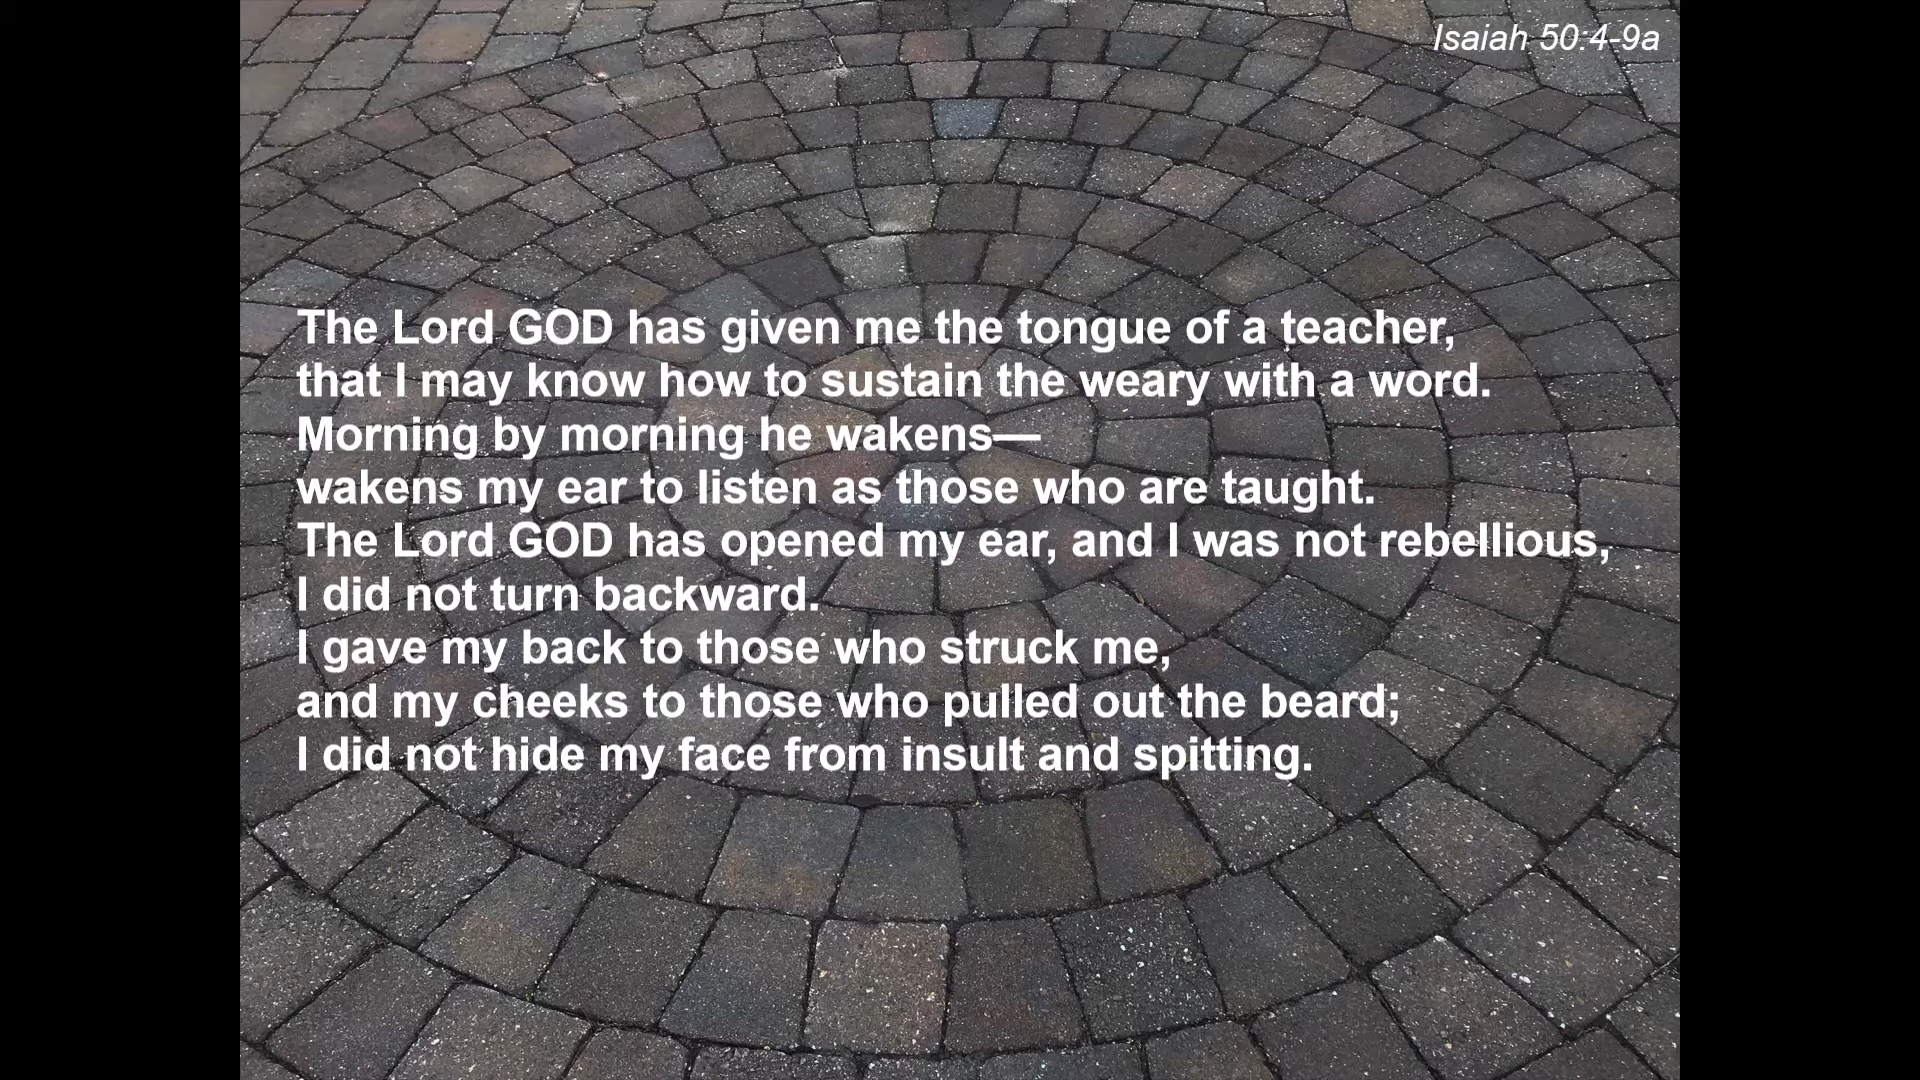 Isaiah 50:4-9a
The Lord GOD has given me the tongue of a teacher,
that I may know how to sustain the weary with a word.
Morning by morning he wakens—
wakens my ear to listen as those who are taught.
The Lord GOD has opened my ear, and I was not rebellious,
I did not turn backward.
I gave my back to those who struck me,
and my cheeks to those who pulled out the beard;
I did not hide my face from insult and spitting.